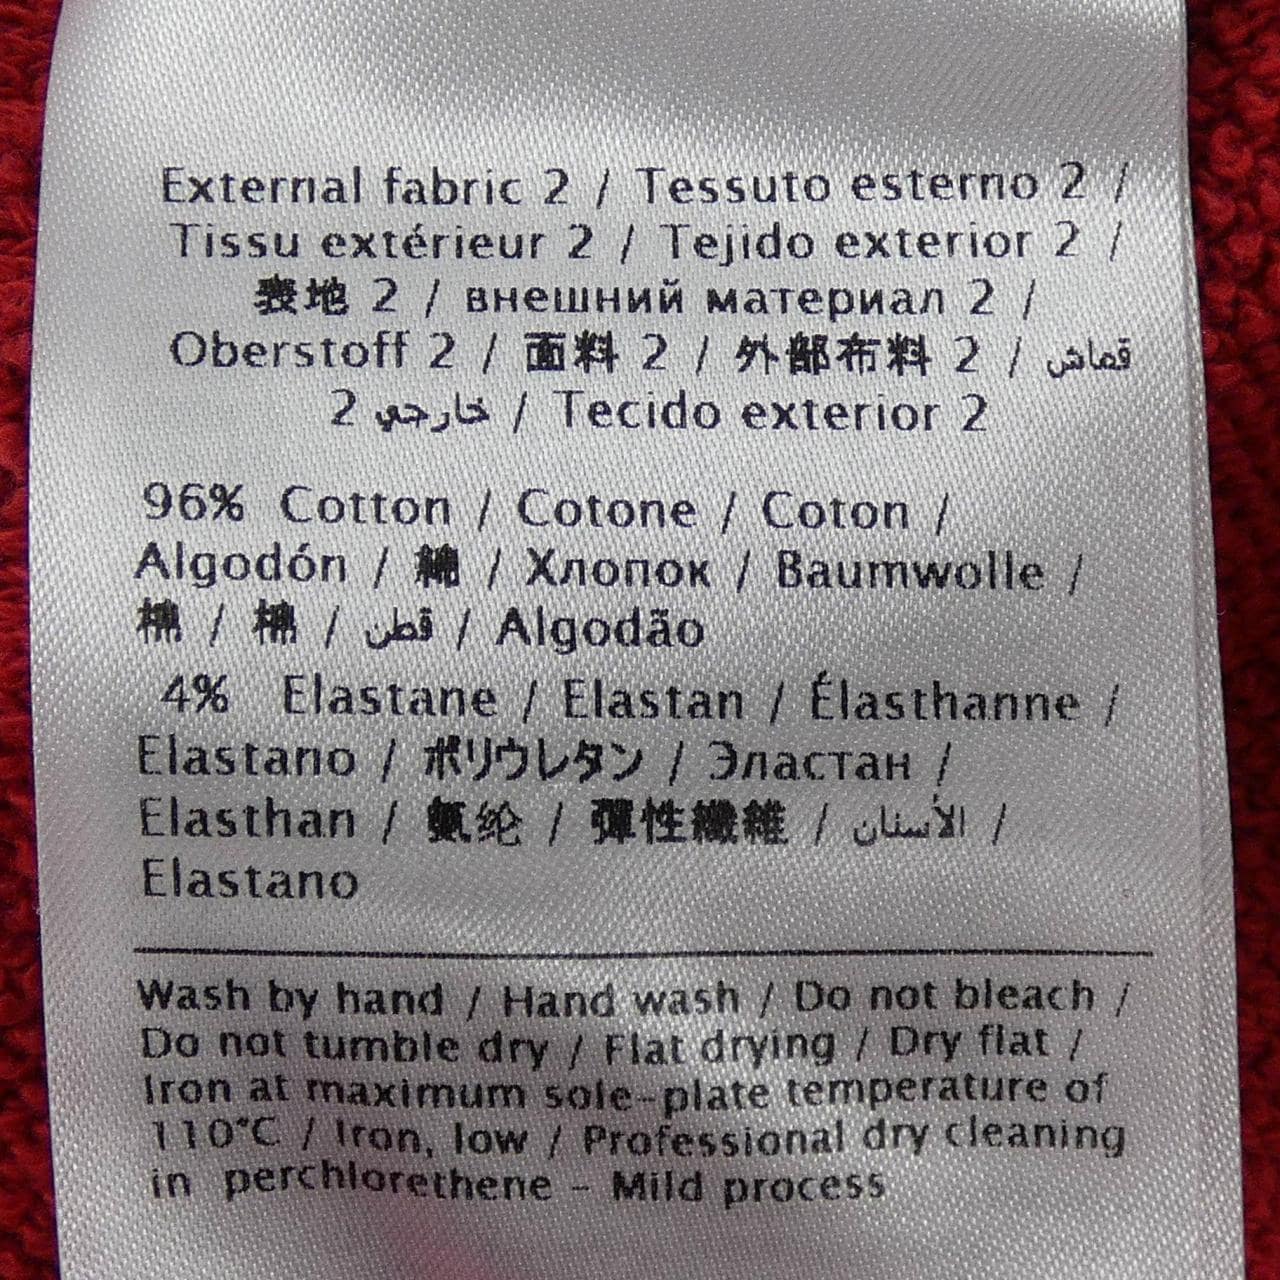 External fabric 2 / Tessuto esterno 2 /
Tissu extérieur 2 / Tejido exterior 2 /
表地 2 / внешний материал 2 /
Oberstoff 2 / 面料 2 / 外部布料 2 / قماش
خارجي 2 / Tecido exterior 2
96% Cotton / Cotone / Coton /
Algodón / 綿 / Хлопок / Baumwolle /
棉 / 棉 / قطن / Algodão
4% Elastane / Elastan / Élasthanne /
Elastano / ポリウレタン / Эластан /
Elasthan / 氨纶 / 彈性纖維 / الأسنان /
Elastano
Wash by hand / Hand wash / Do not bleach /
Do not tumble dry / Flat drying / Dry flat /
Iron at maximum sole-plate temperature of
110°C / Iron, low / Professional dry cleaning
in perchlorethene - Mild process